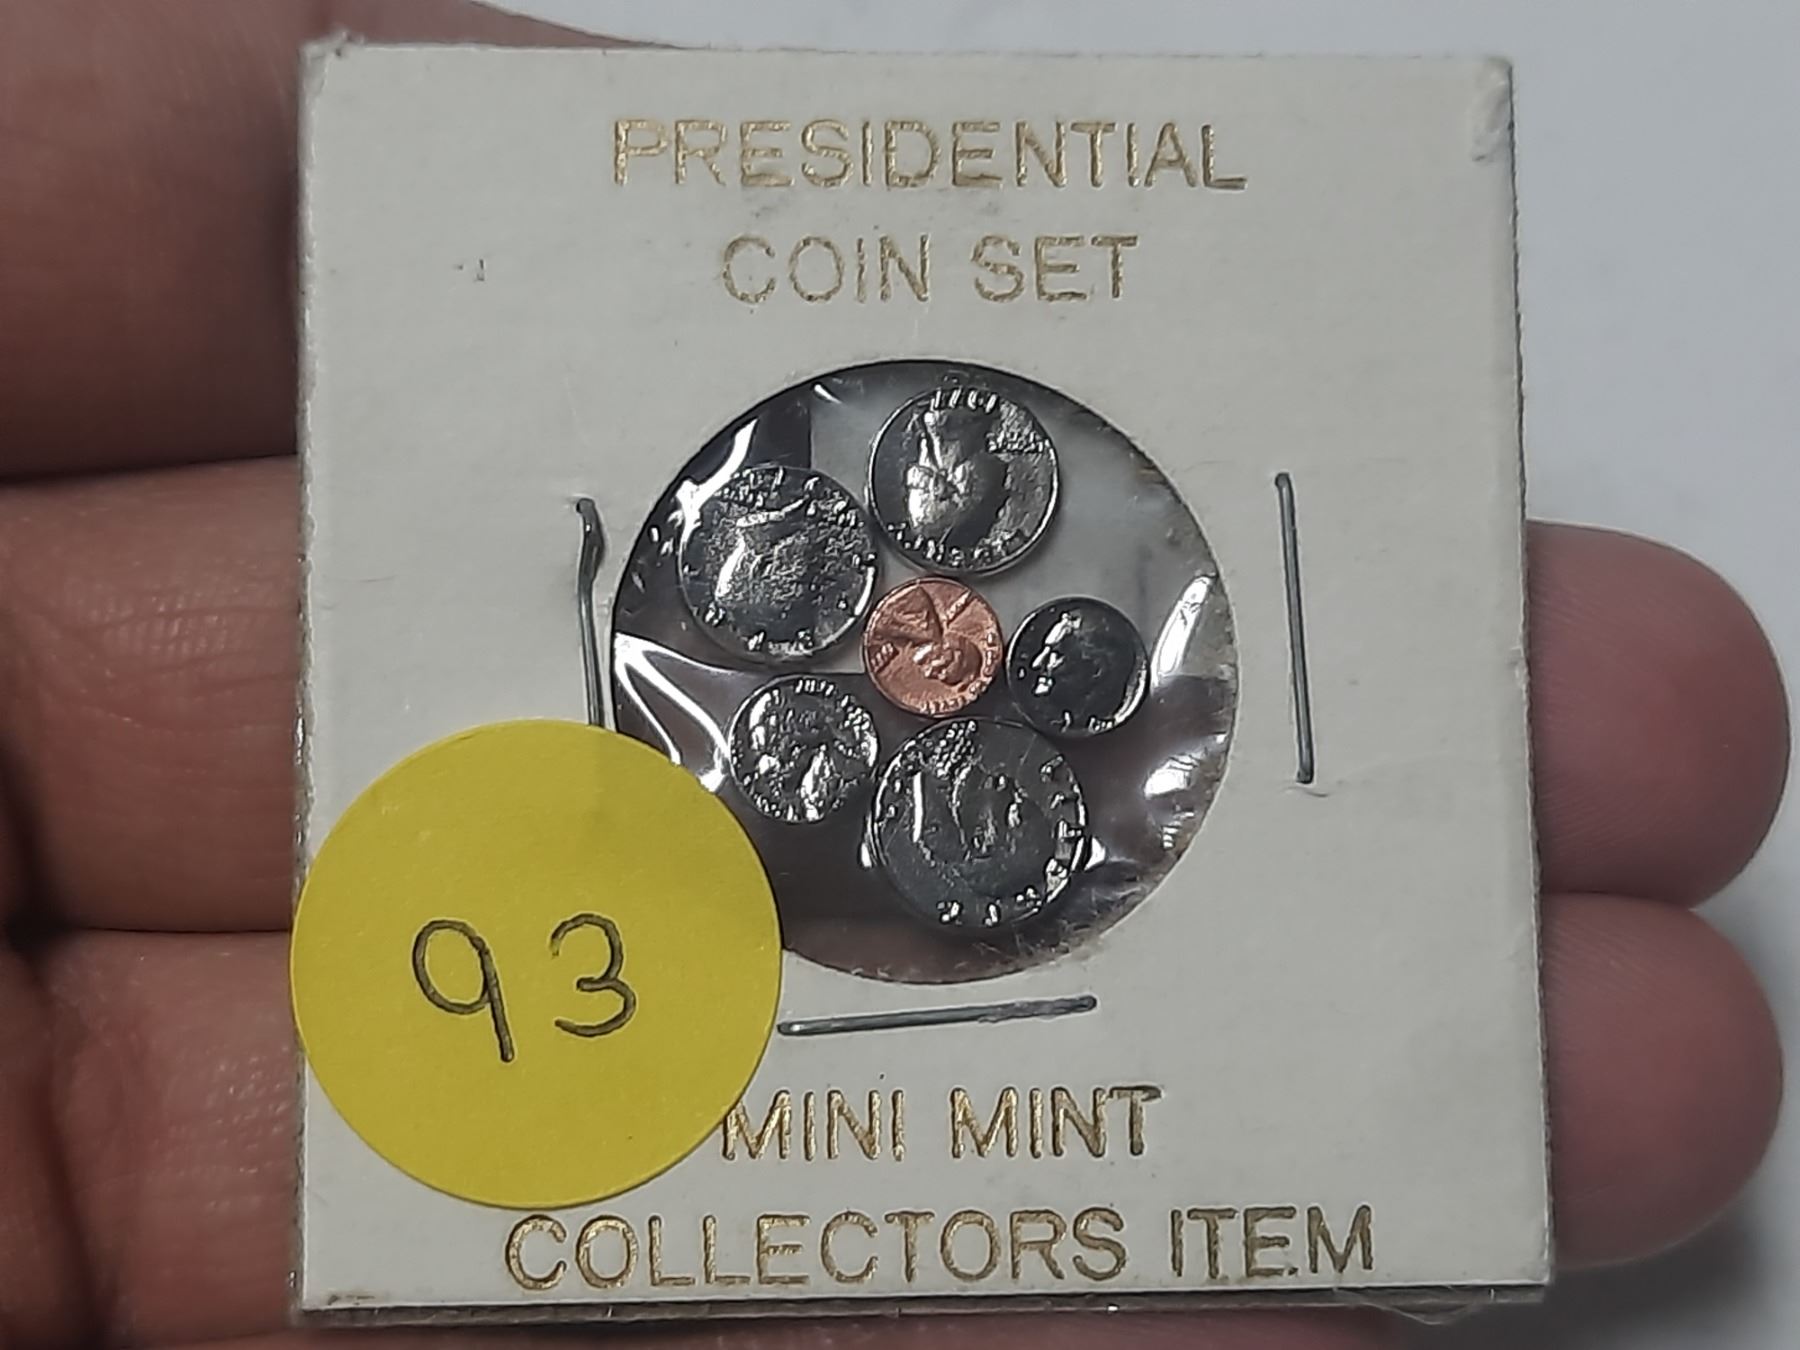 PRESIDENTIAL
COIN SET
93
MINI MINT
COLLECTORS ITEM